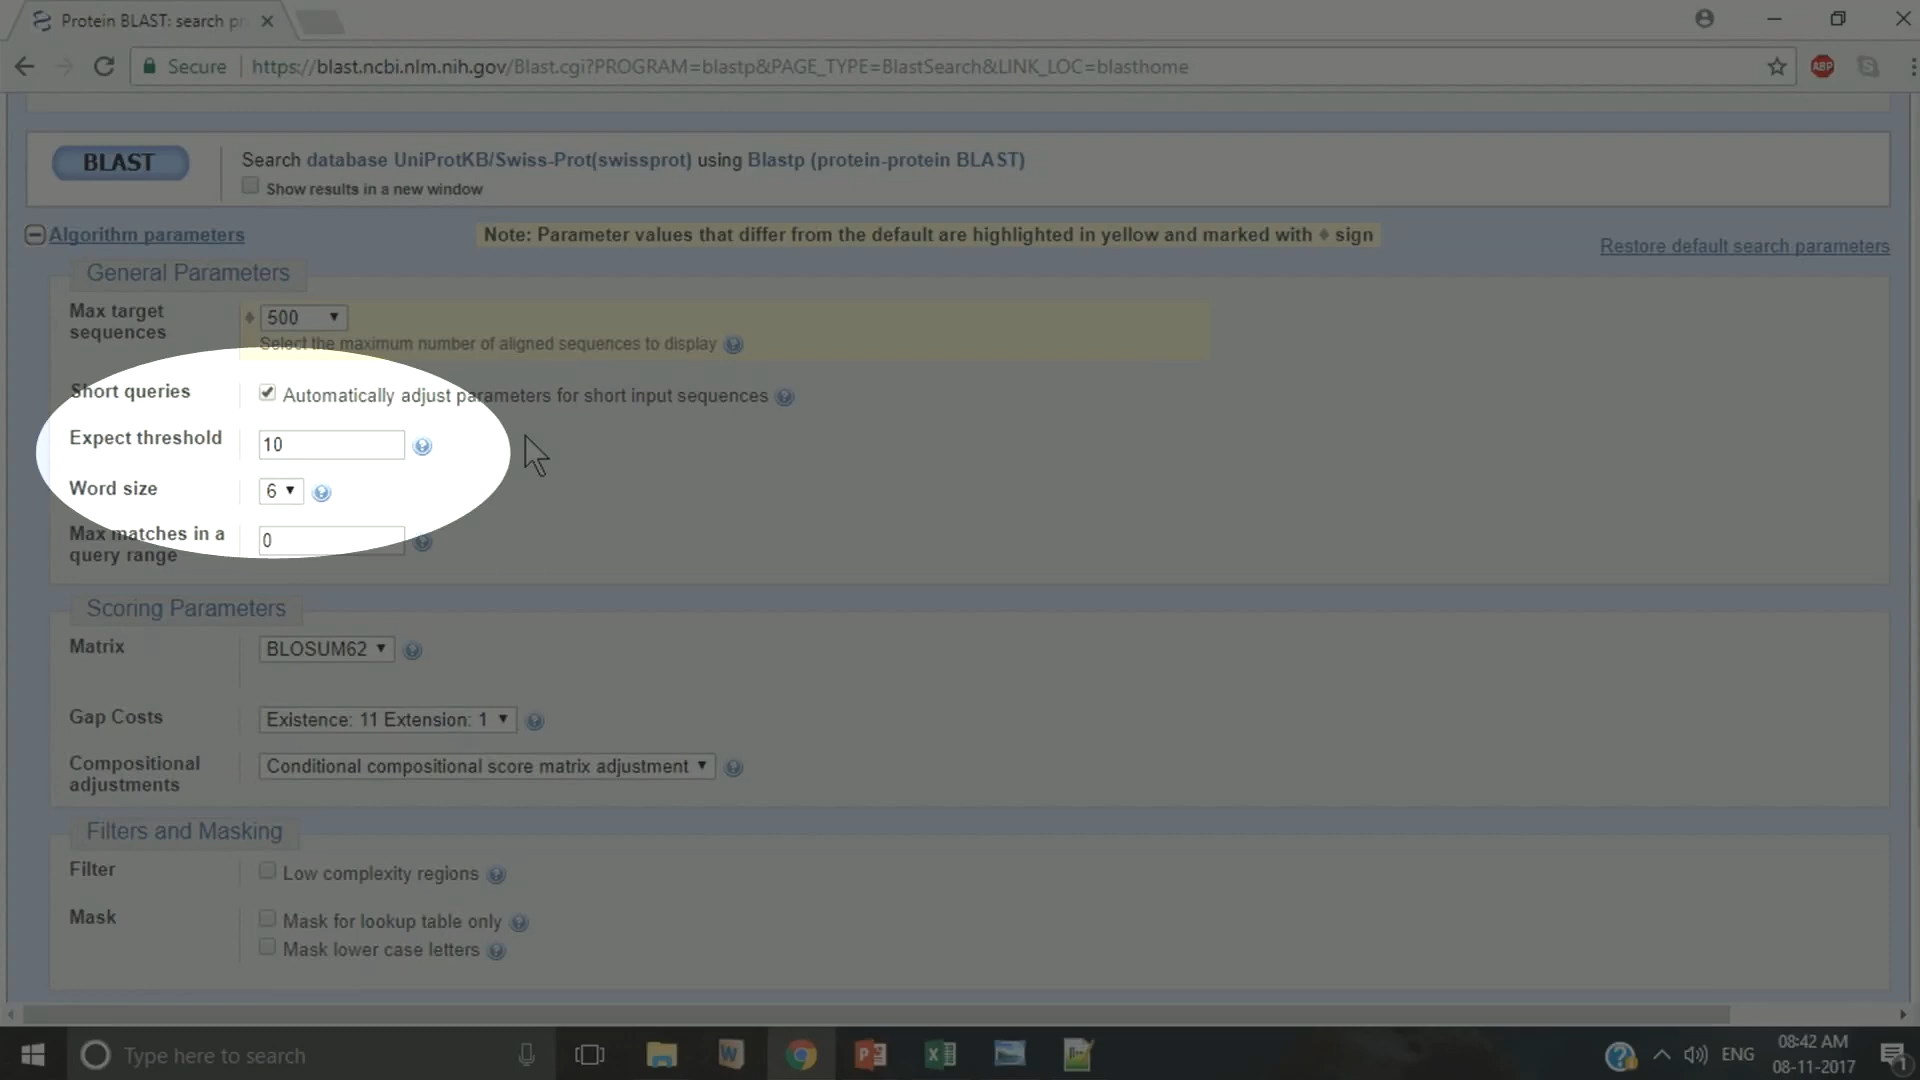 Protein BLAST: search pr
Secure | https://blast.ncbi.nlm.nih.gov/Blast.cgi?PROGRAM=blastp&PAGE_TYPE=BlastSearch&LINK_LOC=blasthome
ABP
BLAST
Search database UniProtKB/Swiss-Prot(swissprot) using Blastp (protein-protein BLAST)
Show results in a new window
Algorithm parameters
Note: Parameter values that differ from the default are highlighted in yellow and marked with ♦ sign
Restore default search parameters
General Parameters
Max target
sequences
500
Select the maximum number of aligned sequences to display
Short queries
Automatically adjust parameters for short input sequences
Expect threshold
10
Word size
6
Max matches in a
query range
0
Scoring Parameters
Matrix
BLOSUM62
Gap Costs
Existence: 11 Extension: 1
Compositional
adjustments
Conditional compositional score matrix adjustment
Filters and Masking
Filter
Low complexity regions
Mask
Mask for lookup table only
Mask lower case letters
Type here to search
ENG
08:42 AM
08-11-2017
1